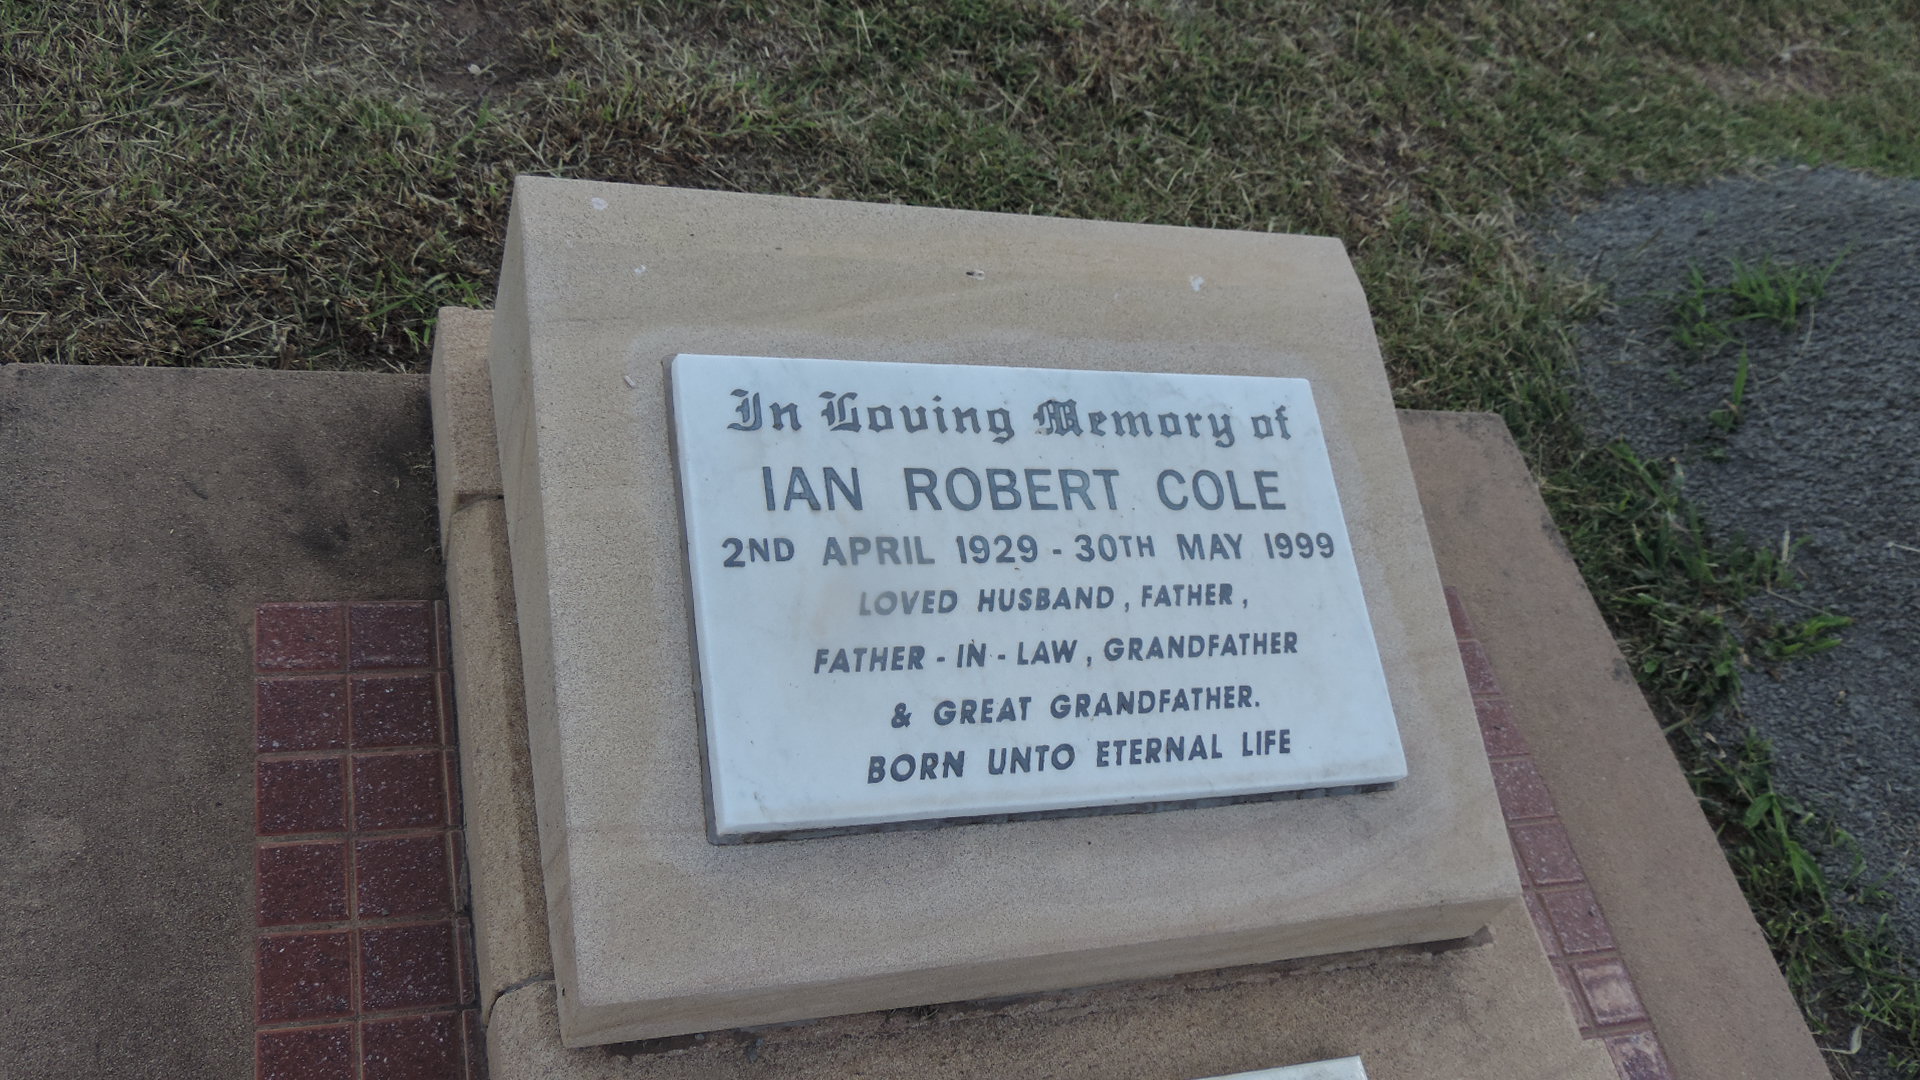 In Loving Memory of
IAN ROBERT COLE
2ND APRIL 1929 - 30TH MAY 1999
LOVED HUSBAND, FATHER,
FATHER-IN-LAW, GRANDFATHER
& GREAT GRANDFATHER.
BORN UNTO ETERNAL LIFE